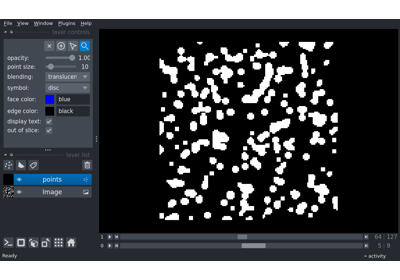 File View Window Plugins Help
layer controls
opacity: 1.00
point size: 10
blending: translucen
symbol: disc
face color: blue
edge color: black
display text:
out of slice:
layer list
points
Image
1 64 127
0 5 9
Ready activity